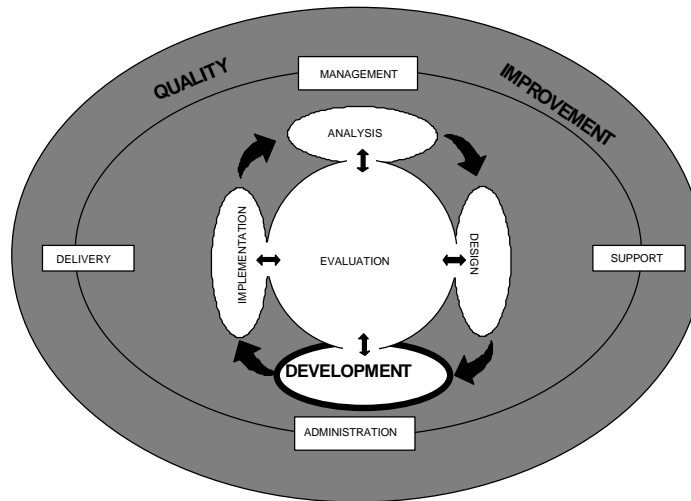 QUALITY
IMPROVEMENT
MANAGEMENT
ANALYSIS
IMPLEMENTATION
DESIGN
DELIVERY
EVALUATION
SUPPORT
DEVELOPMENT
ADMINISTRATION